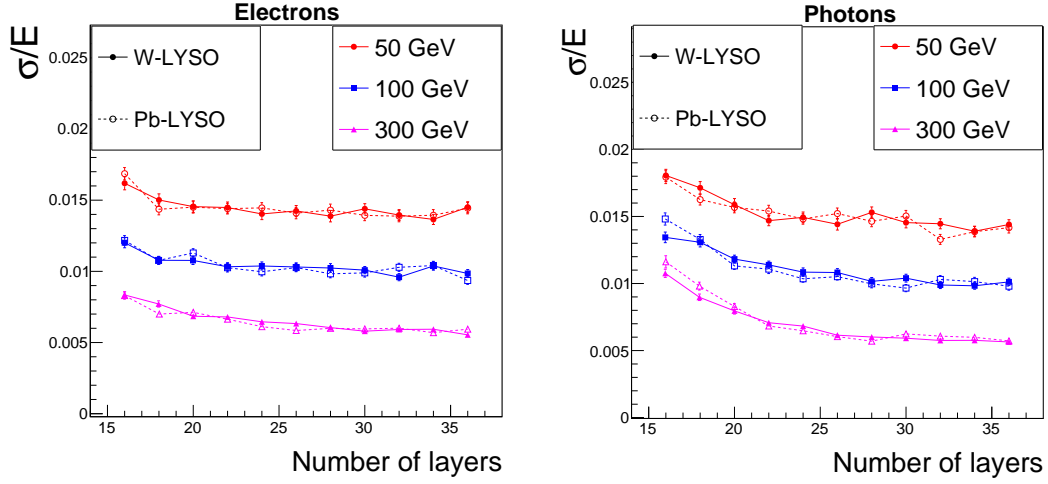 Electrons
σ/E
W-LYSO
Pb-LYSO
50 GeV
100 GeV
300 GeV
0.025
0.02
0.015
0.01
0.005
0
15 20 25 30 35
Number of layers
Photons
σ/E
W-LYSO
Pb-LYSO
50 GeV
100 GeV
300 GeV
0.025
0.02
0.015
0.01
0.005
0
15 20 25 30 35
Number of layers